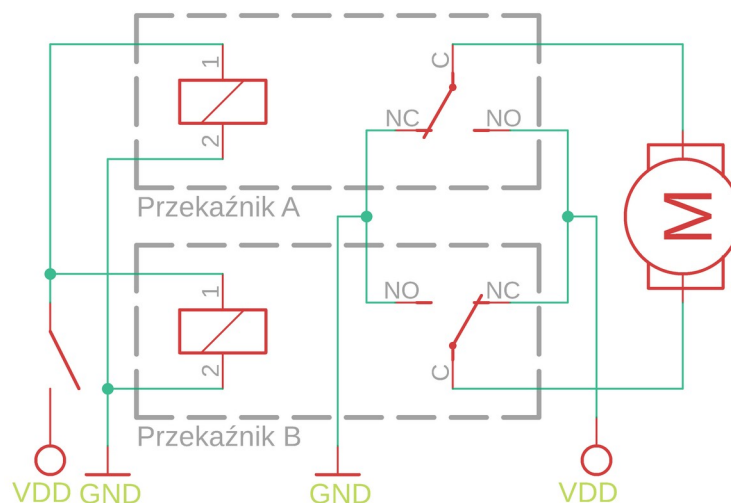 1
C
NC
NO
2
Przekaźnik A
M
1
NO
NC
2
C
Przekaźnik B
VDD
GND
GND
VDD